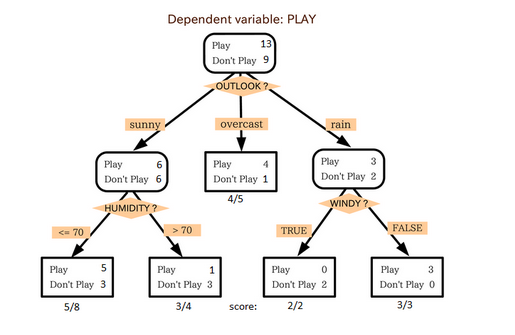 Dependent variable: PLAY
Play 13
Don't Play 9
OUTLOOK ?
sunny
overcast
rain
Play 6
Don't Play 6
Play 4
Don't Play 1
Play 3
Don't Play 2
4/5
HUMIDITY ?
WINDY ?
<= 70
> 70
TRUE
FALSE
Play 5
Don't Play 3
Play 1
Don't Play 3
Play 0
Don't Play 2
Play 3
Don't Play 0
5/8
3/4
score:
2/2
3/3